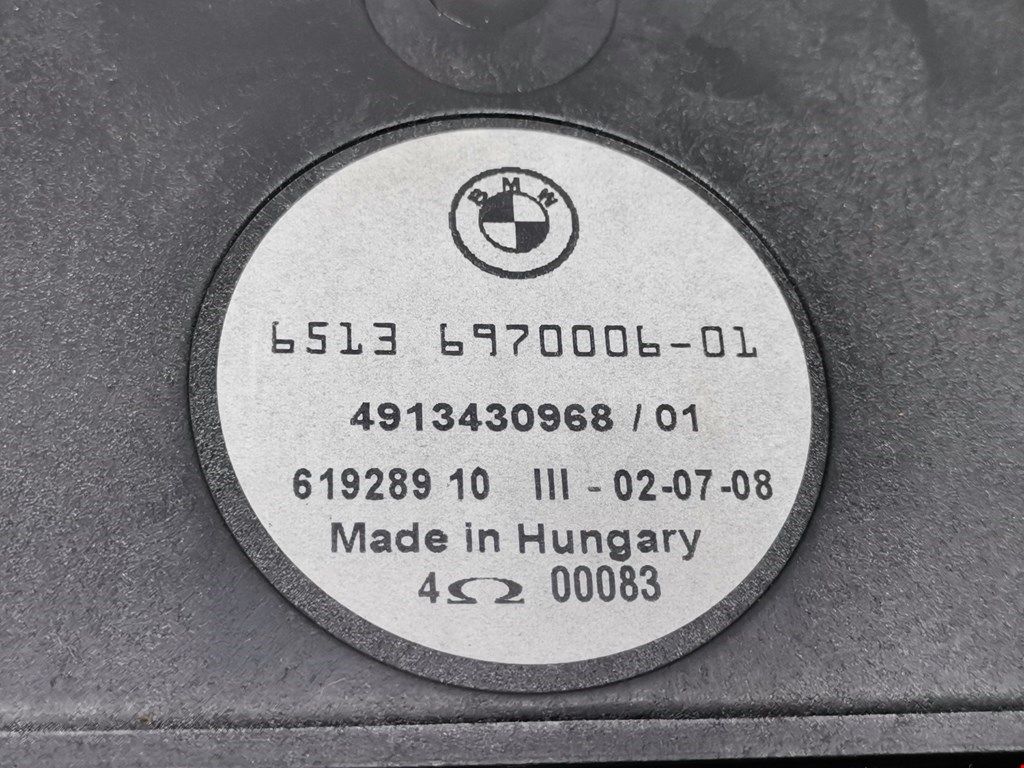 BMW
6513 6970006-01
4913430968 / 01
619289 10 III - 02-07-08
Made in Hungary
4Ω 00083